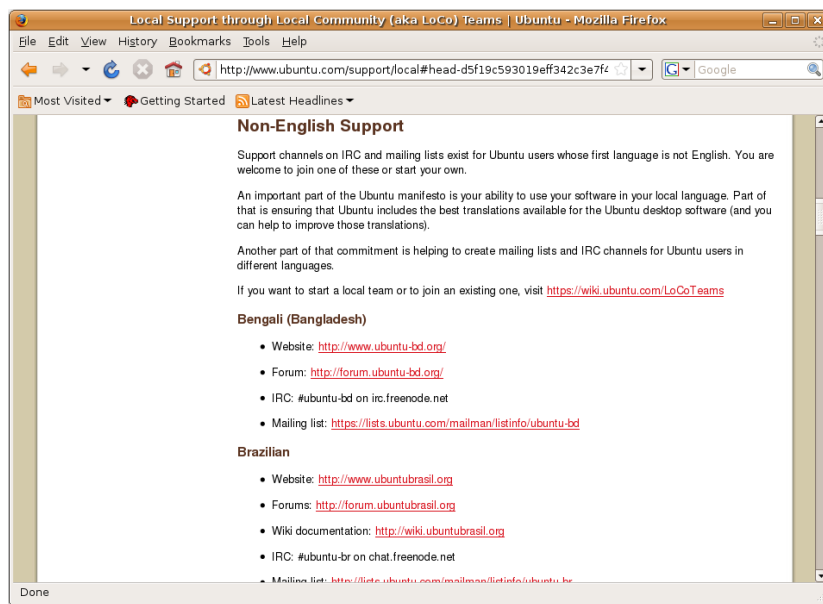 Local Support through Local Community (aka LoCo) Teams | Ubuntu - Mozilla Firefox
File Edit View History Bookmarks Tools Help
http://www.ubuntu.com/support/local#head-d5f19c593019eff342c3e7f4
G Google
Most Visited Getting Started Latest Headlines
Non-English Support
Support channels on IRC and mailing lists exist for Ubuntu users whose first language is not English. You are
welcome to join one of these or start your own.
An important part of the Ubuntu manifesto is your ability to use your software in your local language. Part of
that is ensuring that Ubuntu includes the best translations available for the Ubuntu desktop software (and you
can help to improve those translations).
Another part of that commitment is helping to create mailing lists and IRC channels for Ubuntu users in
different languages.
If you want to start a local team or to join an existing one, visit https://wiki.ubuntu.com/LoCoTeams
Bengali (Bangladesh)
• Website: http://www.ubuntu-bd.org/
• Forum: http://forum.ubuntu-bd.org/
• IRC: #ubuntu-bd on irc.freenode.net
• Mailing list: https://lists.ubuntu.com/mailman/listinfo/ubuntu-bd
Brazilian
• Website: http://www.ubuntubrasil.org
• Forums: http://forum.ubuntubrasil.org
• Wiki documentation: http://wiki.ubuntubrasil.org
• IRC: #ubuntu-br on chat.freenode.net
• Mailing list: http://lists.ubuntu.com/mailman/listinfo/ubuntu-br
Done